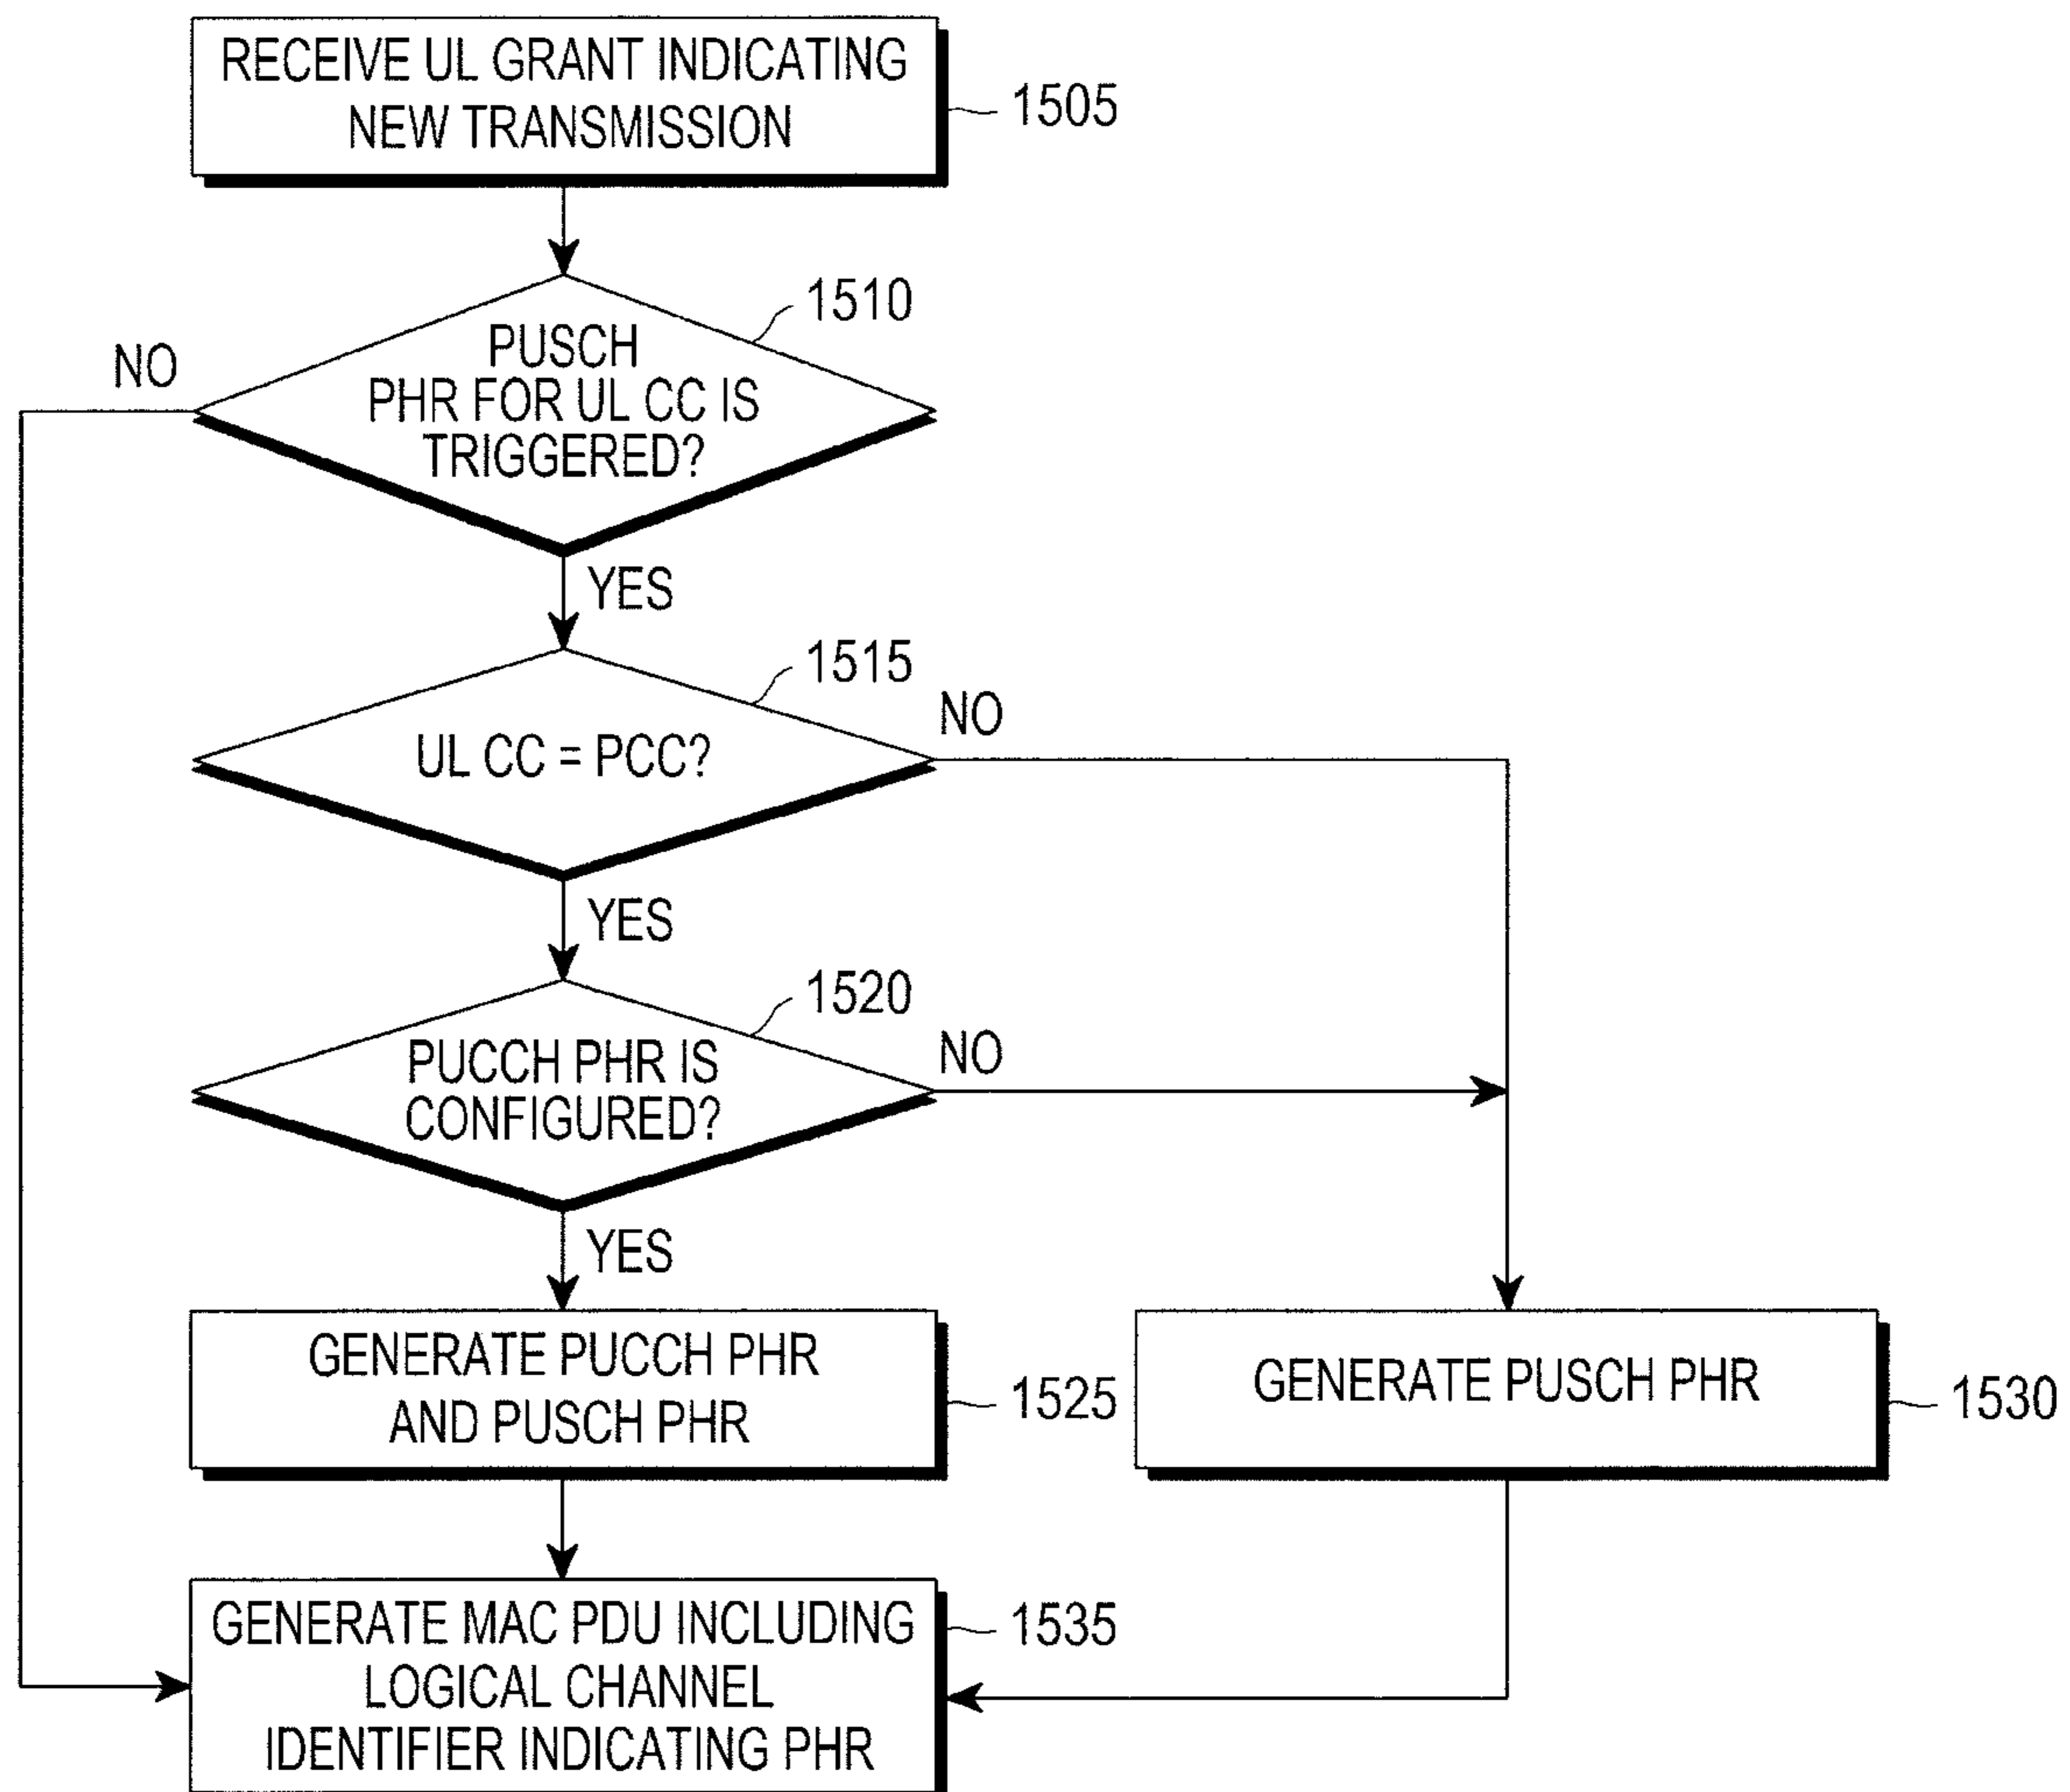 RECEIVE UL GRANT INDICATING
NEW TRANSMISSION
1505
1510
PUSCH
PHR FOR UL CC IS
TRIGGERED?
NO
YES
1515
UL CC = PCC?
NO
YES
1520
PUCCH PHR IS
CONFIGURED?
NO
YES
GENERATE PUCCH PHR
AND PUSCH PHR
1525
GENERATE PUSCH PHR
1530
GENERATE MAC PDU INCLUDING
LOGICAL CHANNEL
IDENTIFIER INDICATING PHR
1535